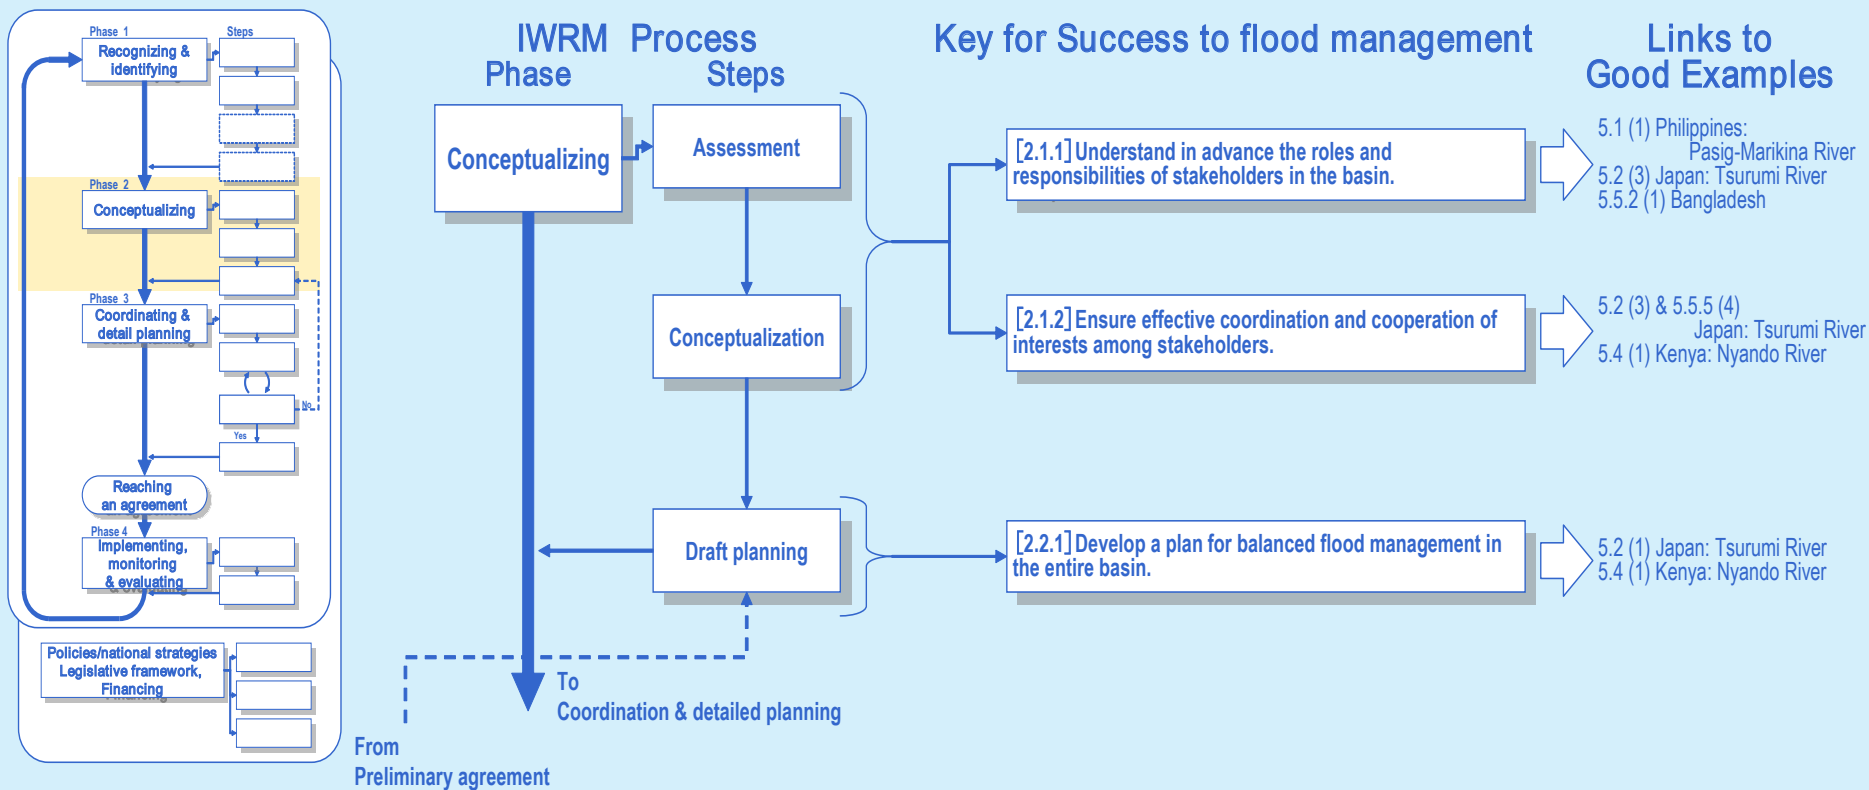 Phase 1
Steps
Recognizing &
identifying
Phase 2
Conceptualizing
Phase 3
Coordinating &
detail planning
No
Yes
Reaching
an agreement
Phase 4
Implementing,
monitoring
& evaluating
Policies/national strategies
Legislative framework,
Financing
IWRM Process
Phase
Steps
Key for Success to flood management
Links to
Good Examples
Conceptualizing
Assessment
Conceptualization
Draft planning
To
Coordination & detailed planning
From
Preliminary agreement
[2.1.1] Understand in advance the roles and
responsibilities of stakeholders in the basin.
5.1 (1) Philippines:
Pasig-Marikina River
5.2 (3) Japan: Tsurumi River
5.5.2 (1) Bangladesh
[2.1.2] Ensure effective coordination and cooperation of
interests among stakeholders.
5.2 (3) & 5.5.5 (4)
Japan: Tsurumi River
5.4 (1) Kenya: Nyando River
[2.2.1] Develop a plan for balanced flood management in
the entire basin.
5.2 (1) Japan: Tsurumi River
5.4 (1) Kenya: Nyando River